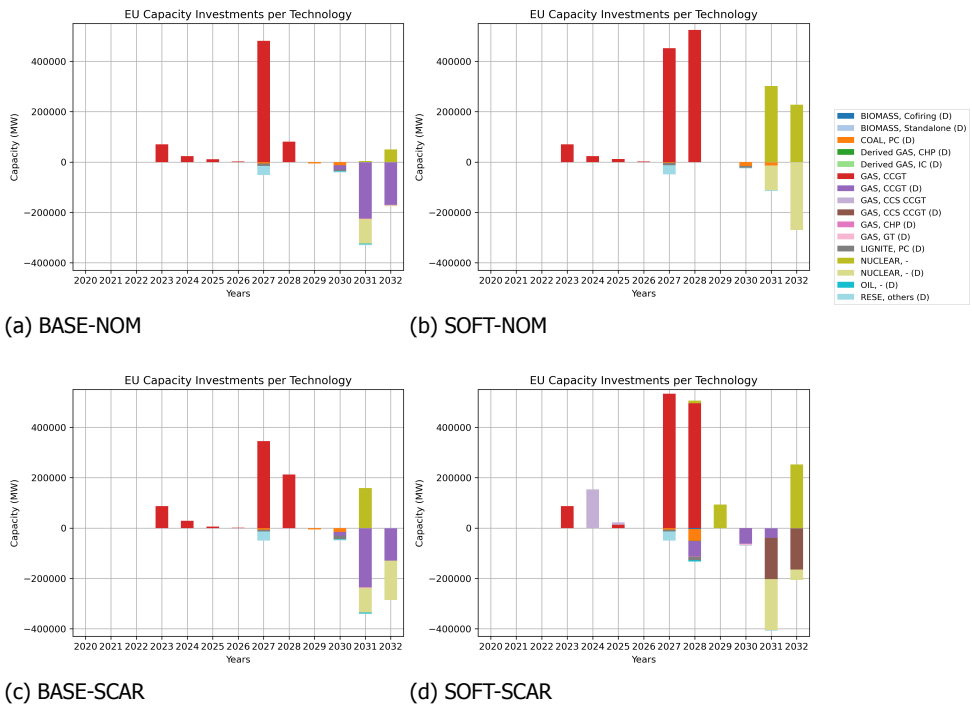 EU Capacity Investments per Technology
400000
200000
0
−200000
−400000
Capacity (MW)
2020 2021 2022 2023 2024 2025 2026 2027 2028 2029 2030 2031 2032
Years
(a) BASE-NOM
EU Capacity Investments per Technology
400000
200000
0
−200000
−400000
Capacity (MW)
2020 2021 2022 2023 2024 2025 2026 2027 2028 2029 2030 2031 2032
Years
(b) SOFT-NOM
BIOMASS, Cofiring (D)
BIOMASS, Standalone (D)
COAL, PC (D)
Derived GAS, CHP (D)
Derived GAS, IC (D)
GAS, CCGT
GAS, CCGT (D)
GAS, CCS CCGT
GAS, CCS CCGT (D)
GAS, CHP (D)
GAS, GT (D)
LIGNITE, PC (D)
NUCLEAR, -
NUCLEAR, - (D)
OIL, - (D)
RESE, others (D)
EU Capacity Investments per Technology
400000
200000
0
−200000
−400000
Capacity (MW)
2020 2021 2022 2023 2024 2025 2026 2027 2028 2029 2030 2031 2032
Years
(c) BASE-SCAR
EU Capacity Investments per Technology
400000
200000
0
−200000
−400000
Capacity (MW)
2020 2021 2022 2023 2024 2025 2026 2027 2028 2029 2030 2031 2032
Years
(d) SOFT-SCAR